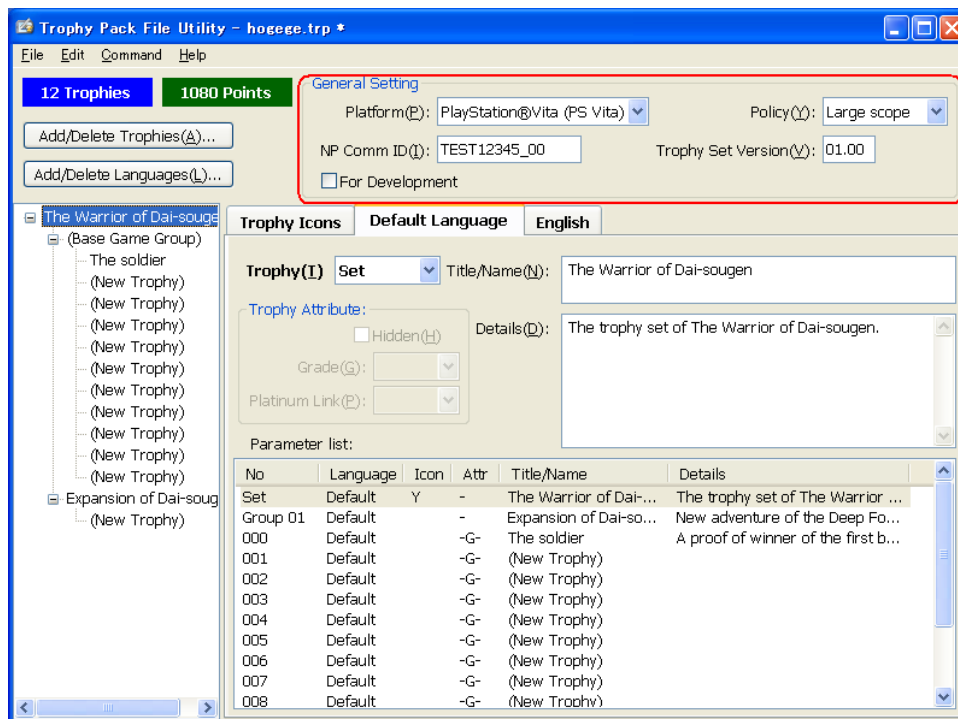 Trophy Pack File Utility - hogege.trp *
File Edit Command Help
12 Trophies 1080 Points
Add/Delete Trophies(A)...
Add/Delete Languages(L)...
General Setting
Platform(P): PlayStation®Vita (PS Vita) Policy(Y): Large scope
NP Comm ID(I): TEST12345_00 Trophy Set Version(V): 01.00
For Development
The Warrior of Dai-souge
(Base Game Group)
The soldier
(New Trophy)
(New Trophy)
(New Trophy)
(New Trophy)
(New Trophy)
(New Trophy)
(New Trophy)
(New Trophy)
(New Trophy)
(New Trophy)
Expansion of Dai-soug
(New Trophy)
Trophy Icons Default Language English
Trophy(T) Set Title/Name(N): The Warrior of Dai-sougen
Trophy Attribute:
Hidden(H)
Grade(G):
Platinum Link(P):
Details(D): The trophy set of The Warrior of Dai-sougen.
Parameter list:
No Language Icon Attr Title/Name Details
Set Default Y - The Warrior of Dai-... The trophy set of The Warrior ...
Group 01 Default - Expansion of Dai-so... New adventure of the Deep Fo...
000 Default -G- The soldier A proof of winner of the first b...
001 Default -G- (New Trophy)
002 Default -G- (New Trophy)
003 Default -G- (New Trophy)
004 Default -G- (New Trophy)
005 Default -G- (New Trophy)
006 Default -G- (New Trophy)
007 Default -G- (New Trophy)
008 Default -G- (New Trophy)